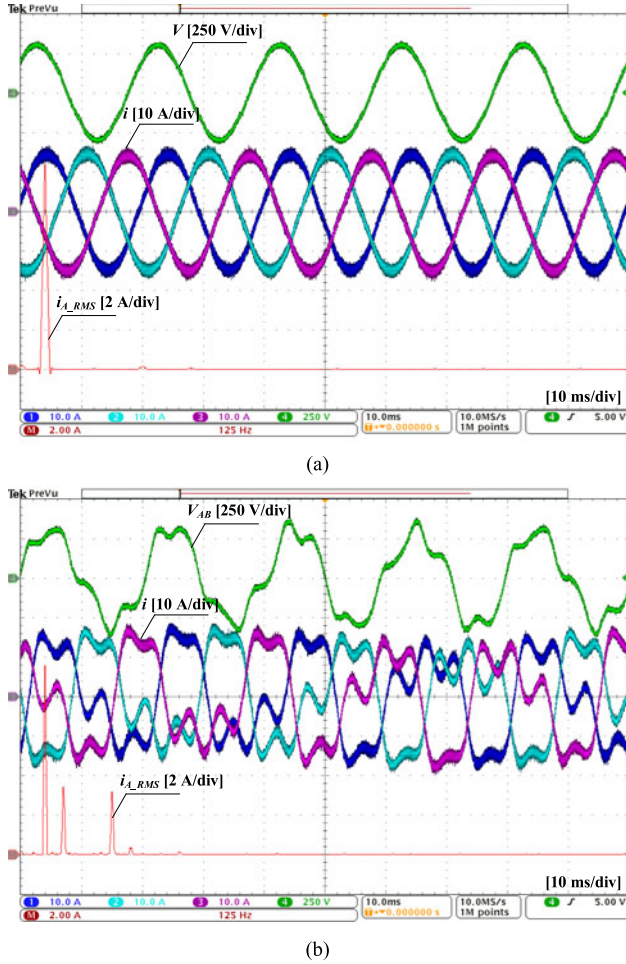 Tek PreVu
V [250 V/div]
i [10 A/div]
i_A_RMS [2 A/div]
[10 ms/div]
1 10.0 A 2 10.0 A 3 10.0 A 4 250 V 10.0ms 10.0MS/s 4 5.00 V
M 2.00 A 125 Hz T 0.000000 s 1M points
(a)
Tek PreVu
V_AB [250 V/div]
i [10 A/div]
i_A_RMS [2 A/div]
[10 ms/div]
1 10.0 A 2 10.0 A 3 10.0 A 4 250 V 10.0ms 10.0MS/s 4 5.00 V
M 2.00 A 125 Hz T 0.000000 s 1M points
(b)